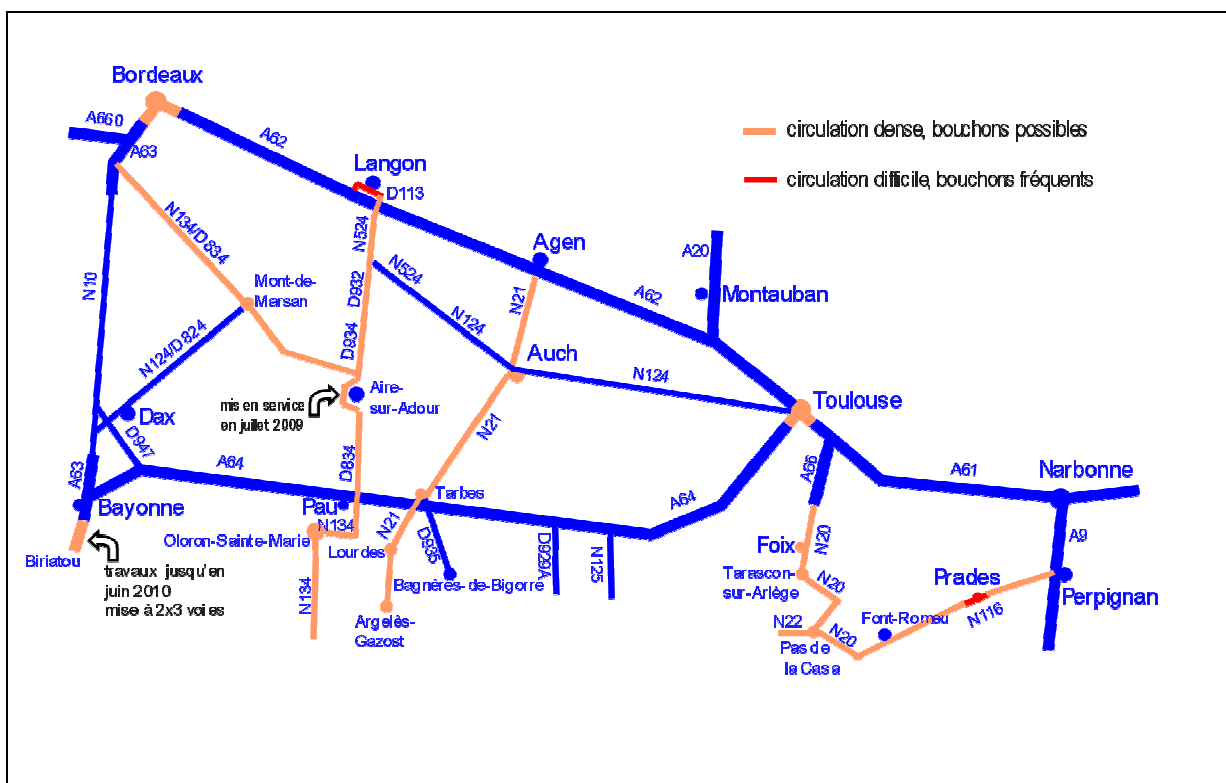 Bordeaux
A660
A63
A62
circulation dense, bouchons possibles
Langon
D113
circulation difficile, bouchons fréquents
N134/D834
N524
Agen
A20
N10
Mont-de-
Marsan
D932
N524
N21
A62
Montauban
N124/D824
D934
N124
Auch
N124
mis en service
en juillet 2009
Aire-
sur-Adour
Toulouse
Dax
D947
N21
A63
A64
D834
A66
A61
Narbonne
Bayonne
Pau
Tarbes
A64
N134
N21
Oloron-Sainte-Marie
Lourdes
D935
D929A
N125
N20
A9
Biriatou
travaux jusqu'en
juin 2010
mise à 2x3 voies
N134
Bagnères-de-Bigorre
Foix
Tarascon-
sur-Ariège
N20
Prades
Perpignan
Argelès-
Gazost
N22
N20
Font-Romeu
N116
Pas de
la Casa